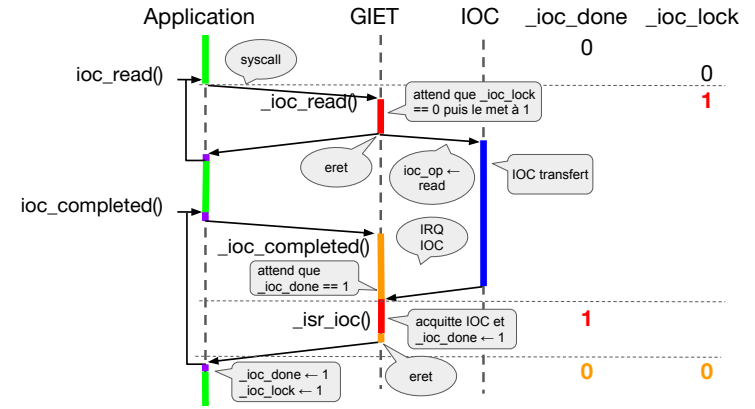 Application GIET IOC _ioc_done _ioc_lock
0
syscall
ioc_read()
0
_ioc_read()
attend que _ioc_lock
== 0 puis le met à 1
1
eret
ioc_op ←
read
IOC transfert
ioc_completed()
_ioc_completed()
IRQ
IOC
attend que
_ioc_done == 1
_isr_ioc()
acquitte IOC et
_ioc_done ← 1
1
_ioc_done ← 1
_ioc_lock ← 1
eret
0 0